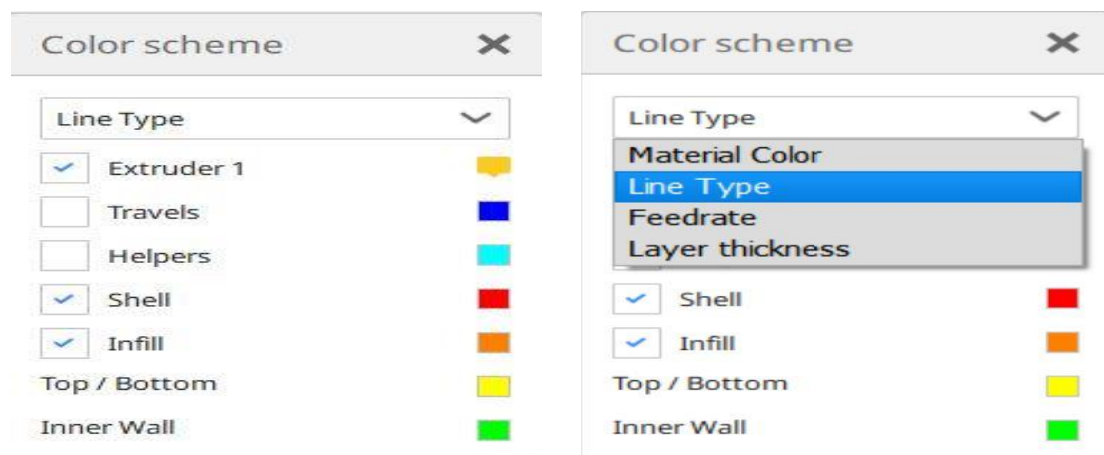 Color scheme
Line Type
Extruder 1
Travels
Helpers
Shell
Infill
Top / Bottom
Inner Wall
Color scheme
Line Type
Material Color
Line Type
Feedrate
Layer thickness
Shell
Infill
Top / Bottom
Inner Wall